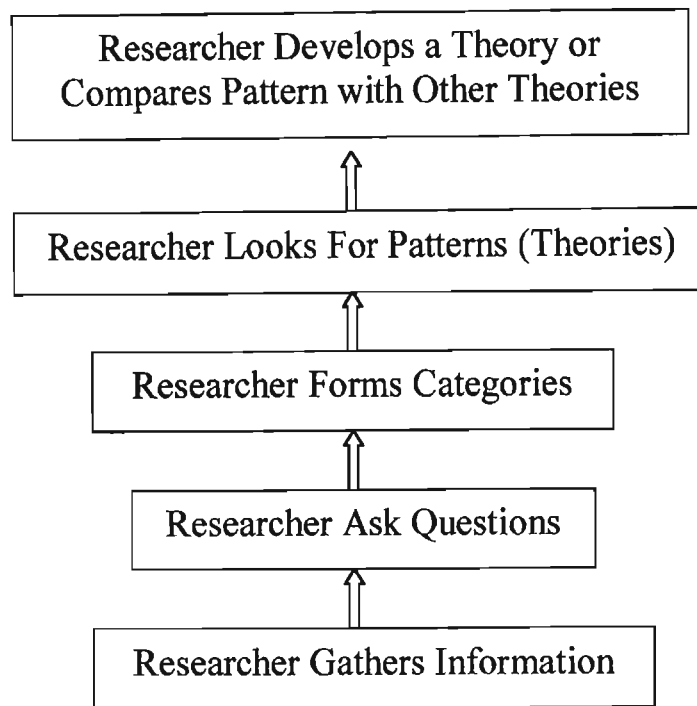 Researcher Develops a Theory or
Compares Pattern with Other Theories
Researcher Looks For Patterns (Theories)
Researcher Forms Categories
Researcher Ask Questions
Researcher Gathers Information